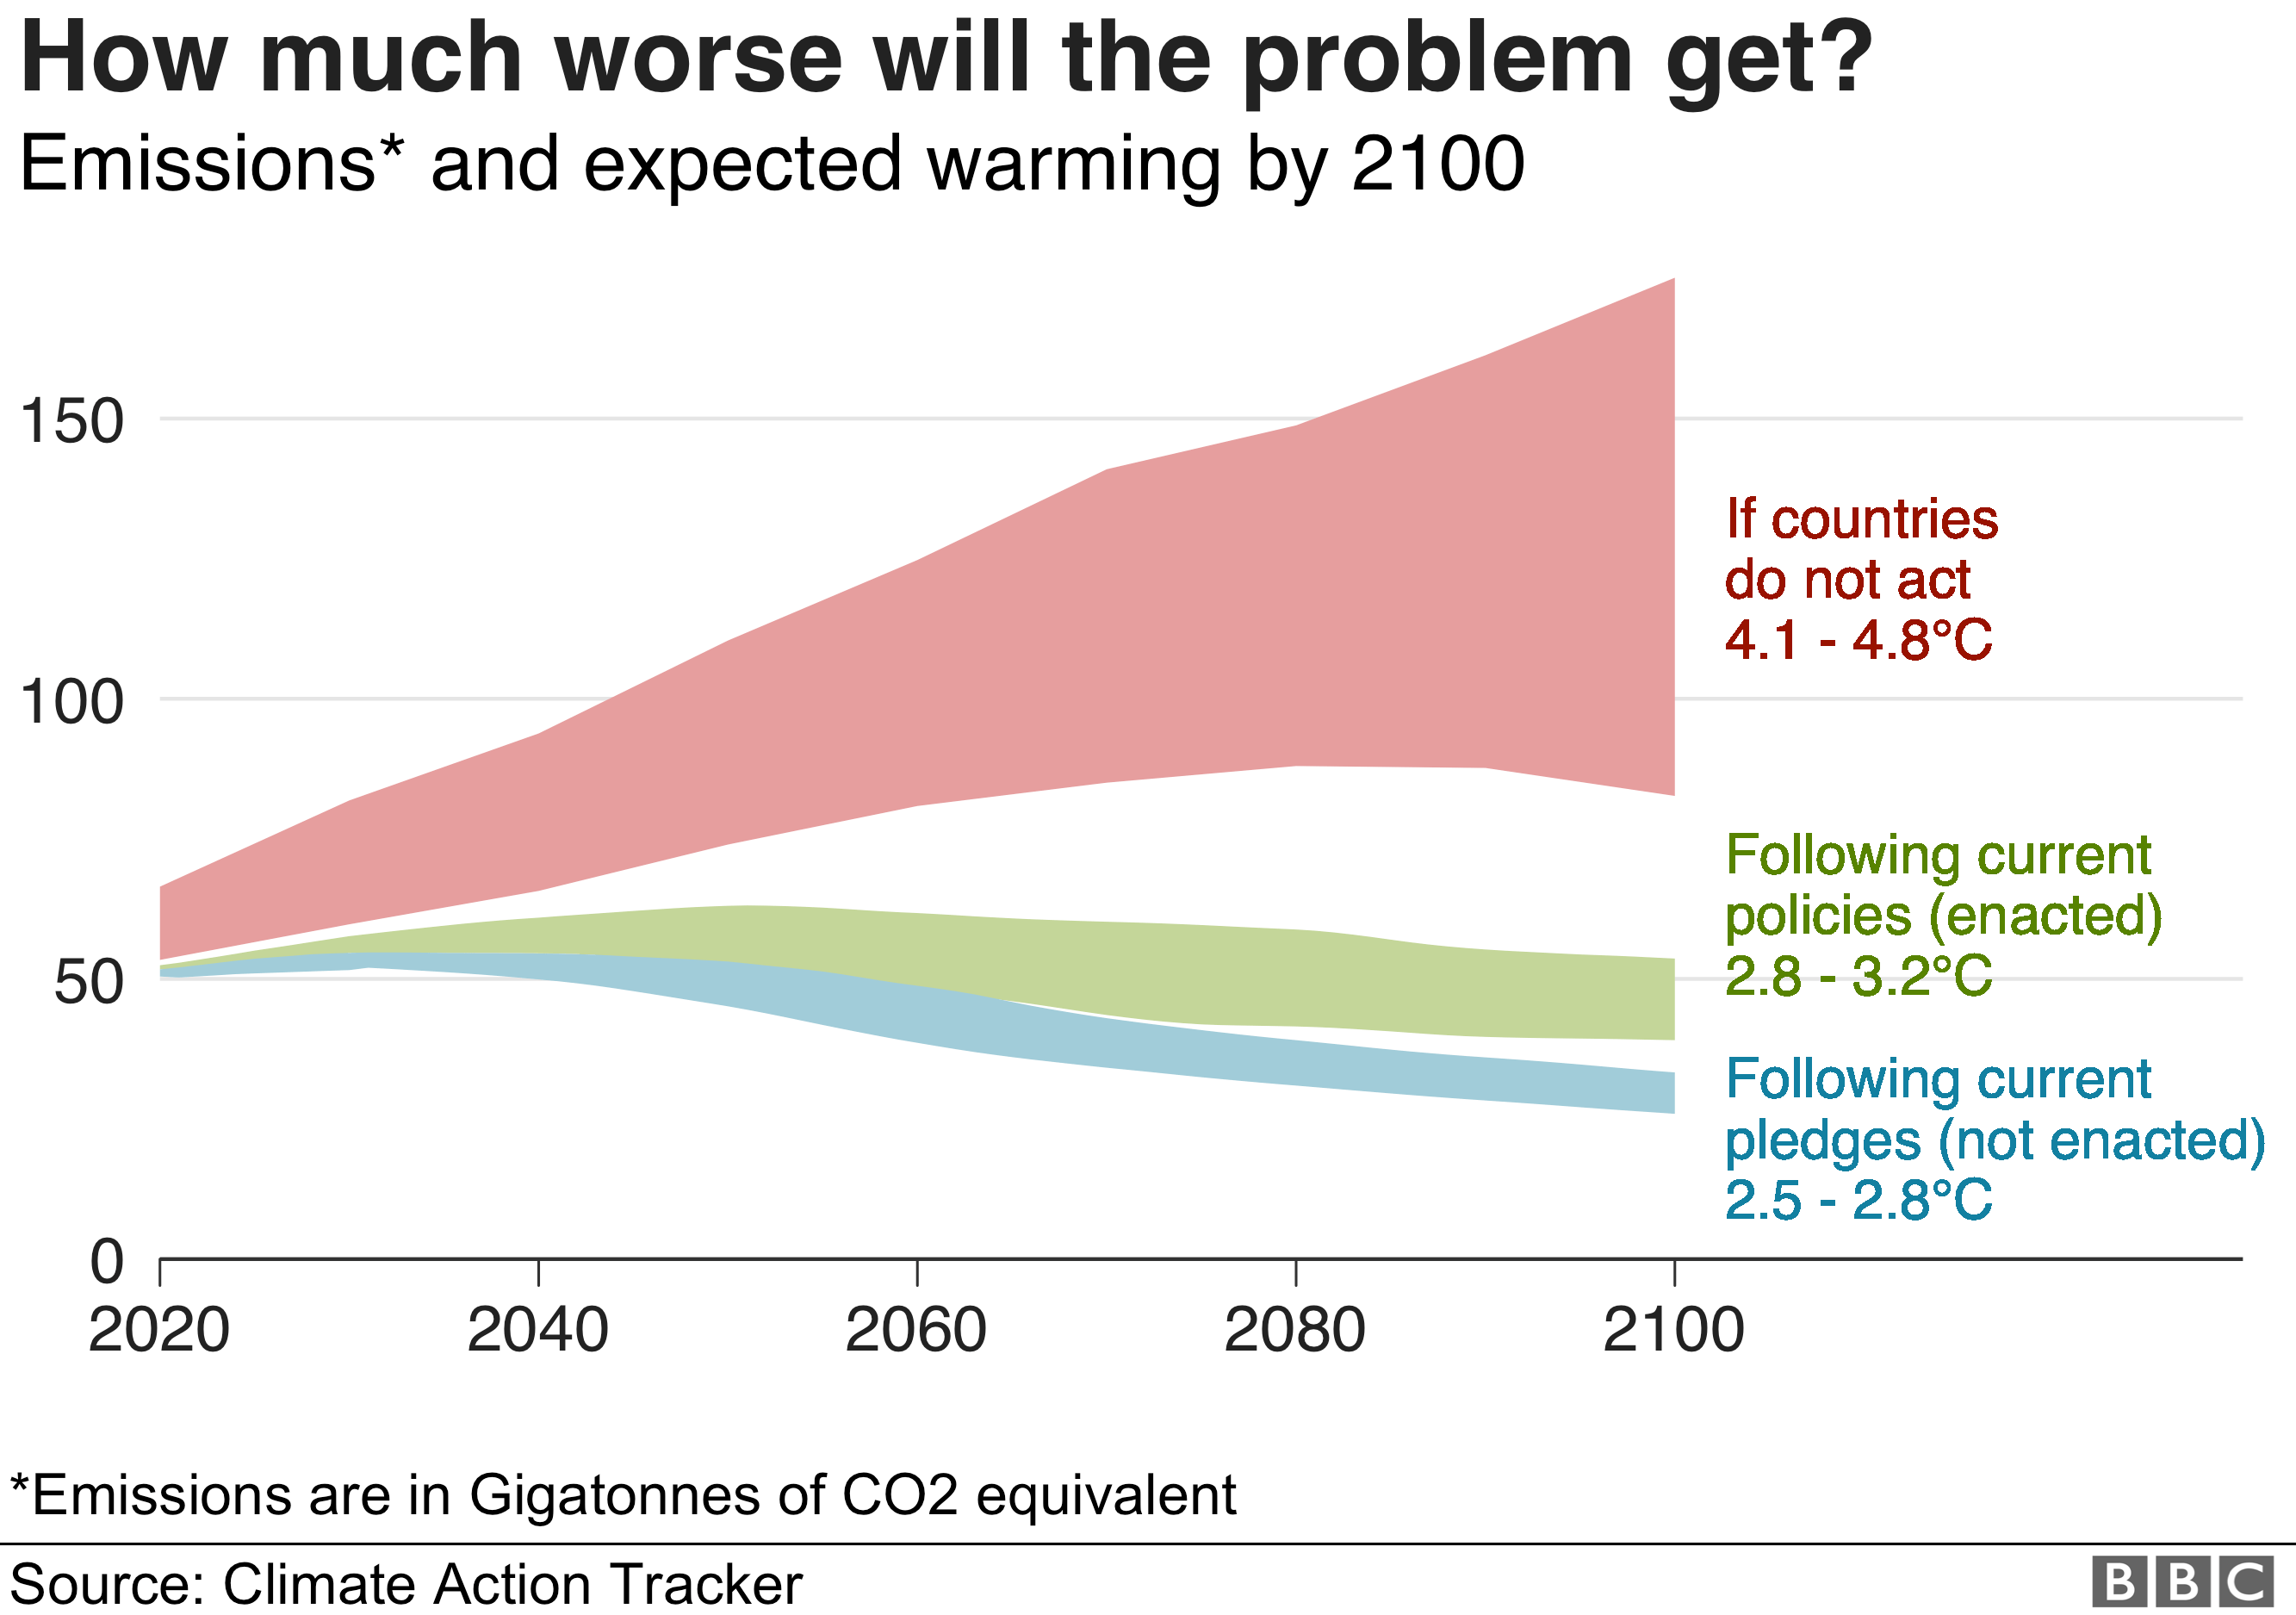 How much worse will the problem get?
Emissions* and expected warming by 2100
150
100
50
0
If countries
do not act
4.1 - 4.8°C
Following current
policies (enacted)
2.8 - 3.2°C
Following current
pledges (not enacted)
2.5 - 2.8°C
2020 2040 2060 2080 2100
*Emissions are in Gigatonnes of CO2 equivalent
Source: Climate Action Tracker
BBC